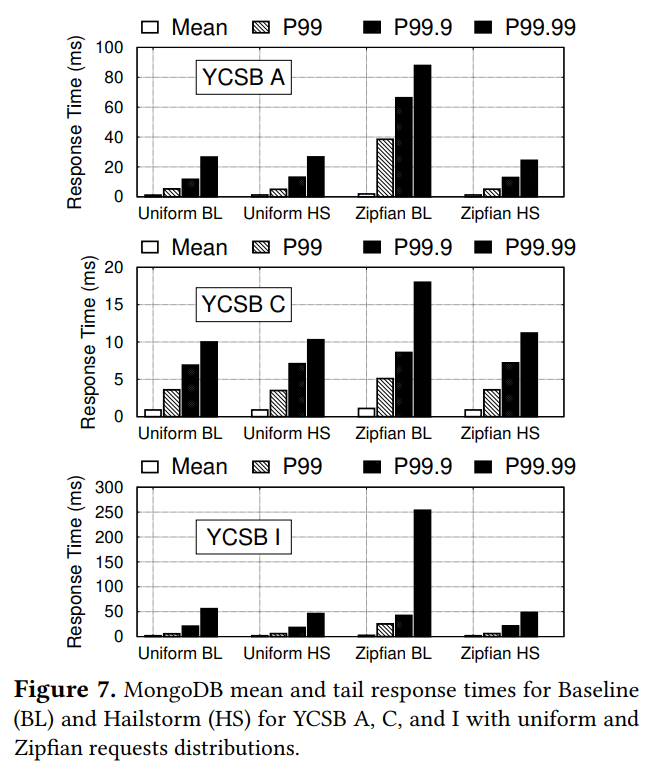 Mean P99 P99.9 P99.99
Response Time (ms)
100
80
60
40
20
0
YCSB A
Uniform BL Uniform HS Zipfian BL Zipfian HS
Mean P99 P99.9 P99.99
Response Time (ms)
20
15
10
5
0
YCSB C
Uniform BL Uniform HS Zipfian BL Zipfian HS
Mean P99 P99.9 P99.99
Response Time (ms)
300
250
200
150
100
50
0
YCSB I
Uniform BL Uniform HS Zipfian BL Zipfian HS
Figure 7. MongoDB mean and tail response times for Baseline
(BL) and Hailstorm (HS) for YCSB A, C, and I with uniform and
Zipfian requests distributions.